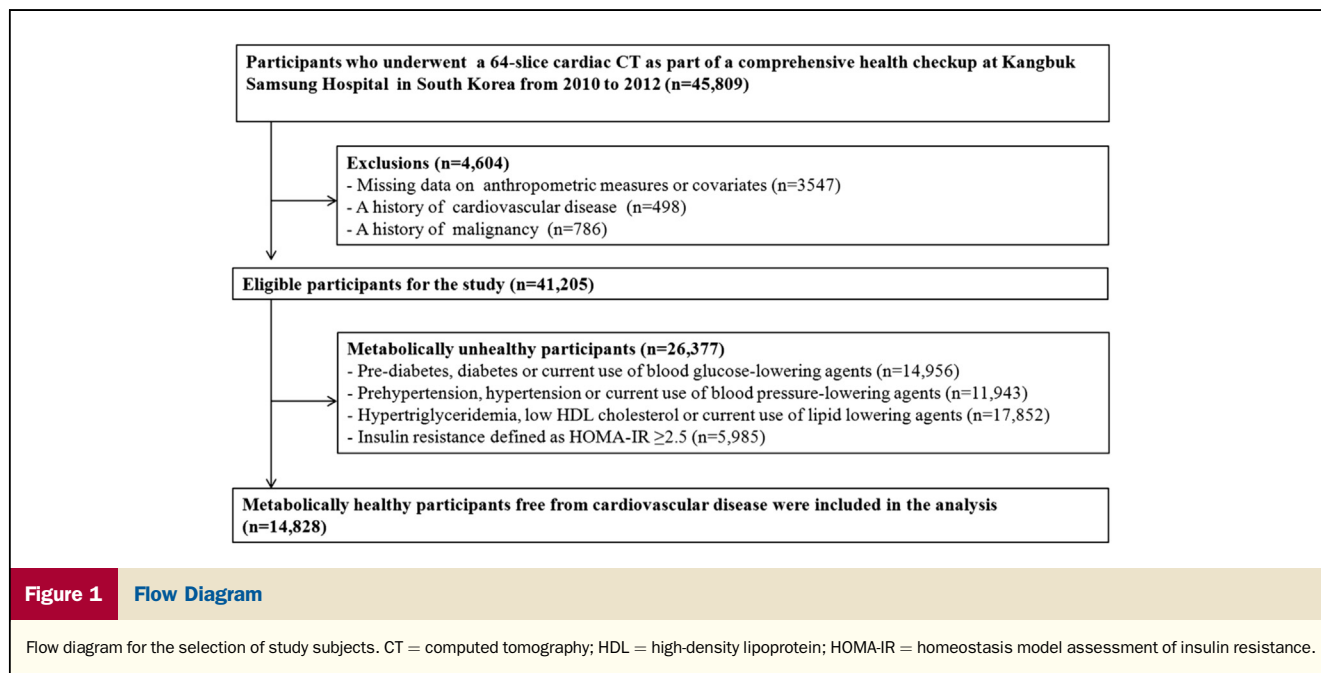 Participants who underwent a 64-slice cardiac CT as part of a comprehensive health checkup at Kangbuk
Samsung Hospital in South Korea from 2010 to 2012 (n=45,809)
Exclusions (n=4,604)
- Missing data on anthropometric measures or covariates (n=3547)
- A history of cardiovascular disease (n=498)
- A history of malignancy (n=786)
Eligible participants for the study (n=41,205)
Metabolically unhealthy participants (n=26,377)
- Pre-diabetes, diabetes or current use of blood glucose-lowering agents (n=14,956)
- Prehypertension, hypertension or current use of blood pressure-lowering agents (n=11,943)
- Hypertriglyceridemia, low HDL cholesterol or current use of lipid lowering agents (n=17,852)
- Insulin resistance defined as HOMA-IR ≥2.5 (n=5,985)
Metabolically healthy participants free from cardiovascular disease were included in the analysis
(n=14,828)
Figure 1 Flow Diagram
Flow diagram for the selection of study subjects. CT = computed tomography; HDL = high-density lipoprotein; HOMA-IR = homeostasis model assessment of insulin resistance.